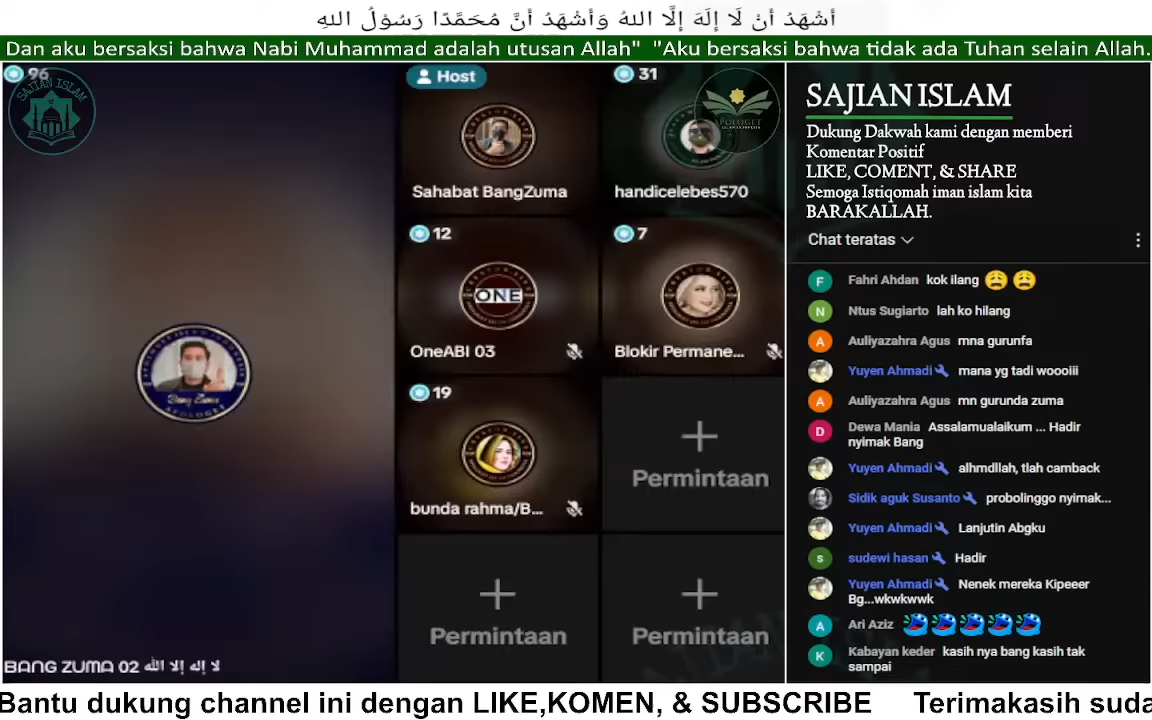 أَشْهَدُ أَنْ لَا إِلَهَ إِلَّا اللهُ وَأَشْهَدُ أَنَّ مُحَمَّدًا رَسُوْلُ اللهِ
Dan aku bersaksi bahwa Nabi Muhammad adalah utusan Allah" "Aku bersaksi bahwa tidak ada Tuhan selain Allah.
96
SAJIAN ISLAM
Bang Zuma
APOLOGET
BANG ZUMA 02 لا إله إلا الله
Host
Sahabat BangZuma
31
APOLOGET
handicelebes570
12
ONE
OneABI 03
7
Blokir Permane...
19
bunda rahma/B...
Permintaan
Permintaan
Permintaan
SAJIAN ISLAM
Dukung Dakwah kami dengan memberi
Komentar Positif
LIKE, COMENT, & SHARE
Semoga Istiqomah iman islam kita
BARAKALLAH.
Chat teratas
F Fahri Ahdan kok ilang 😩 😩
N Ntus Sugiarto lah ko hilang
A Auliyazahra Agus mna gurunfa
Yuyen Ahmadi mana yg tadi woooiii
A Auliyazahra Agus mn gurunda zuma
D Dewa Mania Assalamualaikum ... Hadir
nyimak Bang
Yuyen Ahmadi alhmdllah, tlah camback
Sidik aguk Susanto probolinggo nyimak...
Yuyen Ahmadi Lanjutin Abgku
s sudewi hasan Hadir
Yuyen Ahmadi Nenek mereka Kipeeer
Bg...wkwkwwk
A Ari Aziz
K Kabayan keder kasih nya bang kasih tak
sampai
Bantu dukung channel ini dengan LIKE,KOMEN, & SUBSCRIBE Terimakasih suda